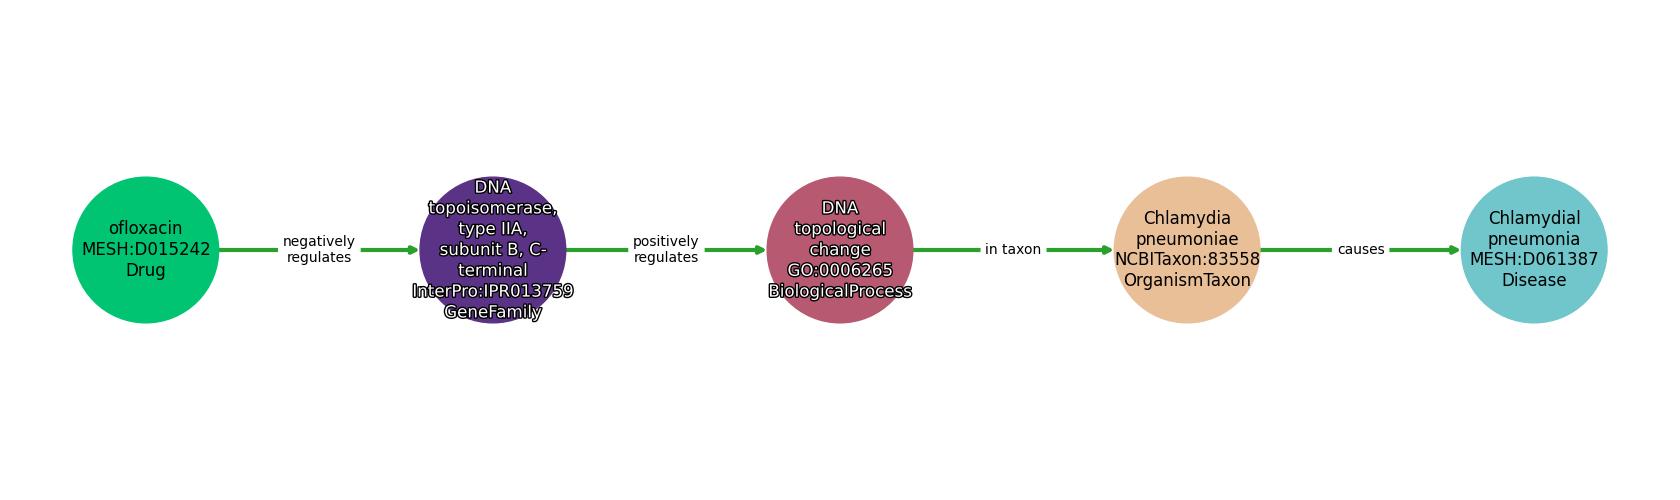 ofloxacin
MESH:D015242
Drug
negatively
regulates
DNA
topoisomerase,
type IIA,
subunit B, C-
terminal
InterPro:IPR013759
GeneFamily
positively
regulates
DNA
topological
change
GO:0006265
BiologicalProcess
in taxon
Chlamydia
pneumoniae
NCBITaxon:83558
OrganismTaxon
causes
Chlamydial
pneumonia
MESH:D061387
Disease